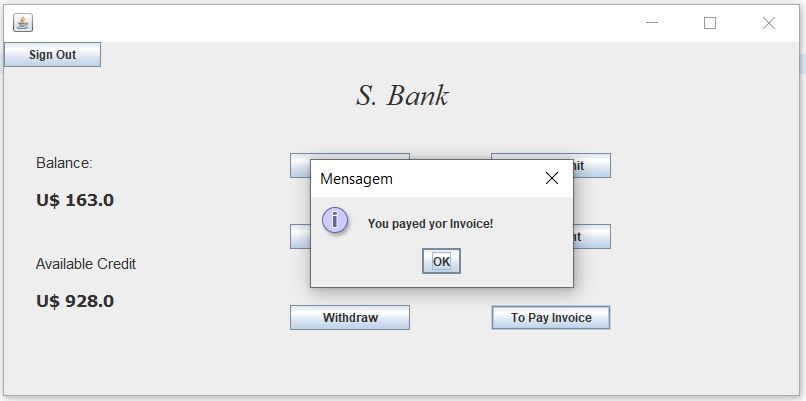 Sign Out
S. Bank
Balance:
U$ 163.0
Available Credit
U$ 928.0
Mensagem
You payed yor Invoice!
OK
Withdraw
To Pay Invoice